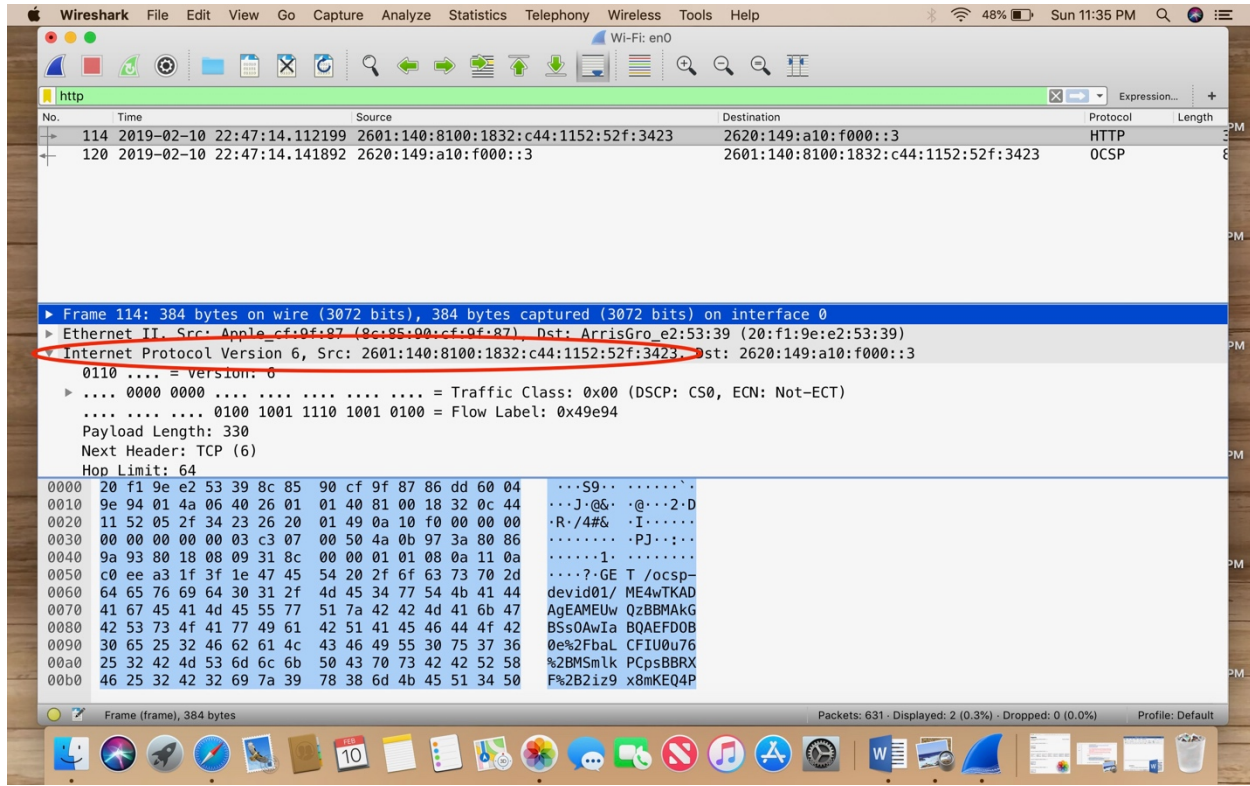 Wireshark File Edit View Go Capture Analyze Statistics Telephony Wireless Tools Help 48% Sun 11:35 PM
Wi-Fi: en0
http Expression... +
No. Time Source Destination Protocol Length
114 2019-02-10 22:47:14.112199 2601:140:8100:1832:c44:1152:52f:3423 2620:149:a10:f000::3 HTTP
120 2019-02-10 22:47:14.141892 2620:149:a10:f000::3 2601:140:8100:1832:c44:1152:52f:3423 OCSP
Frame 114: 384 bytes on wire (3072 bits), 384 bytes captured (3072 bits) on interface 0
Ethernet II, Src: Apple_cf:9f:87 (8c:85:90:cf:9f:87), Dst: ArrisGro_e2:53:39 (20:f1:9e:e2:53:39)
Internet Protocol Version 6, Src: 2601:140:8100:1832:c44:1152:52f:3423, Dst: 2620:149:a10:f000::3
0110 .... = Version: 6
.... 0000 0000 .... .... .... .... .... = Traffic Class: 0x00 (DSCP: CS0, ECN: Not-ECT)
.... .... .... 0100 1001 1110 1001 0100 = Flow Label: 0x49e94
Payload Length: 330
Next Header: TCP (6)
Hop Limit: 64
0000 20 f1 9e e2 53 39 8c 85 90 cf 9f 87 86 dd 60 04 ···S9·· ······`·
0010 9e 94 01 4a 06 40 26 01 01 40 81 00 18 32 0c 44 ···J·@&· ·@···2·D
0020 11 52 05 2f 34 23 26 20 01 49 0a 10 f0 00 00 00 ·R·/4#& ·I······
0030 00 00 00 00 00 03 c3 07 00 50 4a 0b 97 3a 80 86 ········ ·PJ··:··
0040 9a 93 80 18 08 09 31 8c 00 00 01 01 08 0a 11 0a ······1· ········
0050 c0 ee a3 1f 3f 1e 47 45 54 20 2f 6f 63 73 70 2d ····?·GE T /ocsp-
0060 64 65 76 69 64 30 31 2f 4d 45 34 77 54 4b 41 44 devid01/ ME4wTKAD
0070 41 67 45 41 4d 45 55 77 51 7a 42 42 4d 41 6b 47 AgEAMEUw QzBBMAkG
0080 42 53 73 4f 41 77 49 61 42 51 41 45 46 44 4f 42 BSsOAwIa BQAEFDOB
0090 30 65 25 32 46 62 61 4c 43 46 49 55 30 75 37 36 0e%2FbaL CFIU0u76
00a0 25 32 42 4d 53 6d 6c 6b 50 43 70 73 42 42 52 58 %2BMSmlk PCpsBBRX
00b0 46 25 32 42 32 69 7a 39 78 38 6d 4b 45 51 34 50 F%2B2iz9 x8mKEQ4P
Frame (frame), 384 bytes Packets: 631 · Displayed: 2 (0.3%) · Dropped: 0 (0.0%) Profile: Default
FEB
10
W